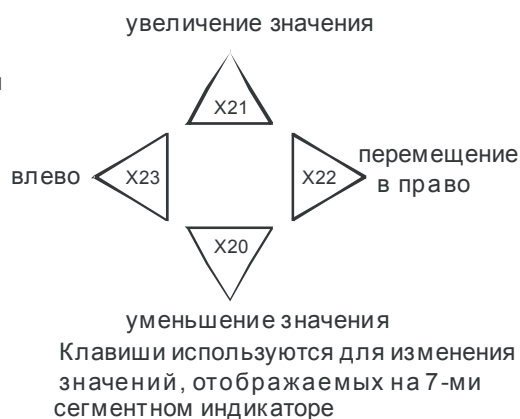 увеличение значения
X21
влево
X23
X22
перемещение
в право
X20
уменьшение значения
Клавиши используются для изменения
значений, отображаемых на 7-ми
сегментном индикаторе